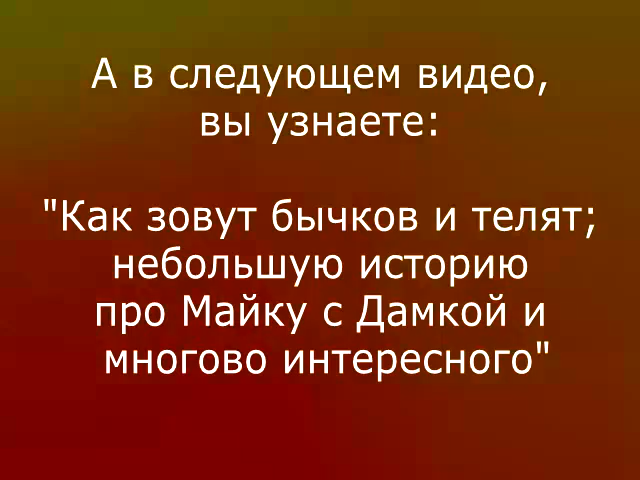 А в следующем видео,
вы узнаете:
"Как зовут бычков и телят;
небольшую историю
про Майку с Дамкой и
многово интересного"